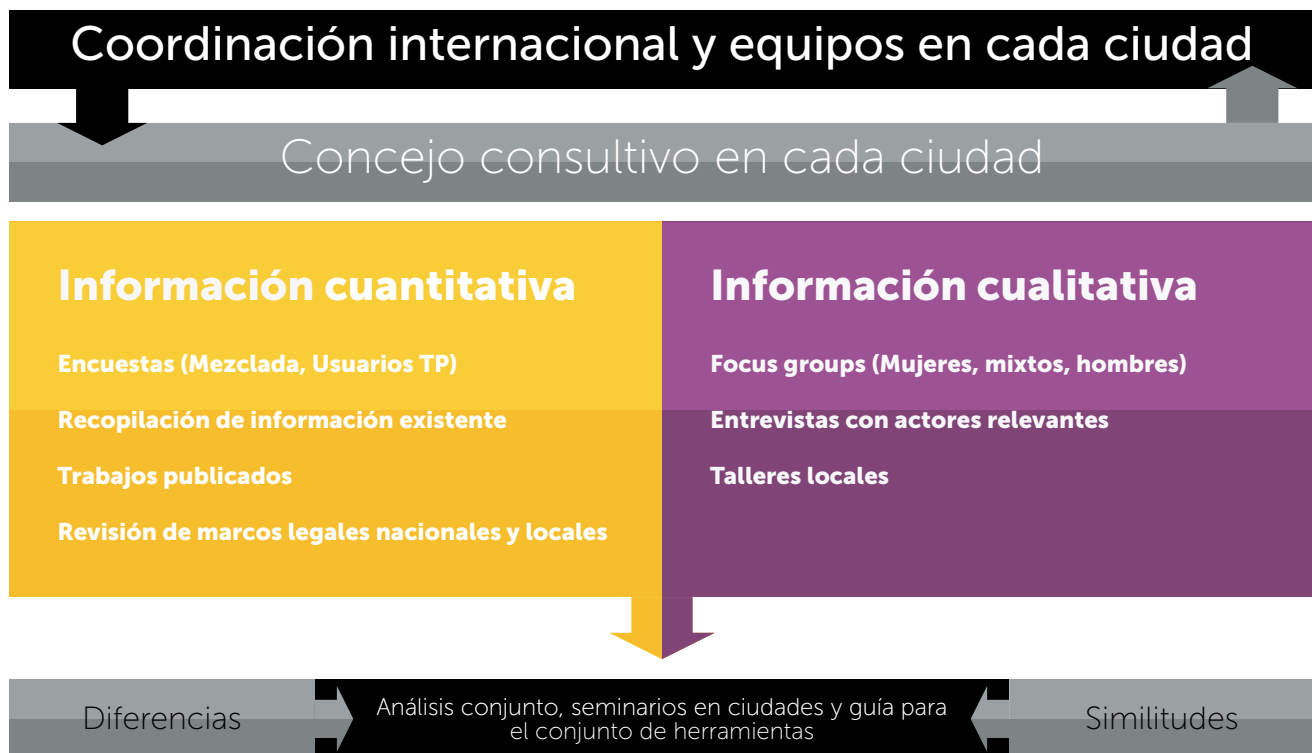 Coordinación internacional y equipos en cada ciudad
Concejo consultivo en cada ciudad
Información cuantitativa
Encuestas (Mezclada, Usuarios TP)
Recopilación de información existente
Trabajos publicados
Revisión de marcos legales nacionales y locales
Información cualitativa
Focus groups (Mujeres, mixtos, hombres)
Entrevistas con actores relevantes
Talleres locales
Diferencias
Análisis conjunto, seminarios en ciudades y guía para
el conjunto de herramientas
Similitudes